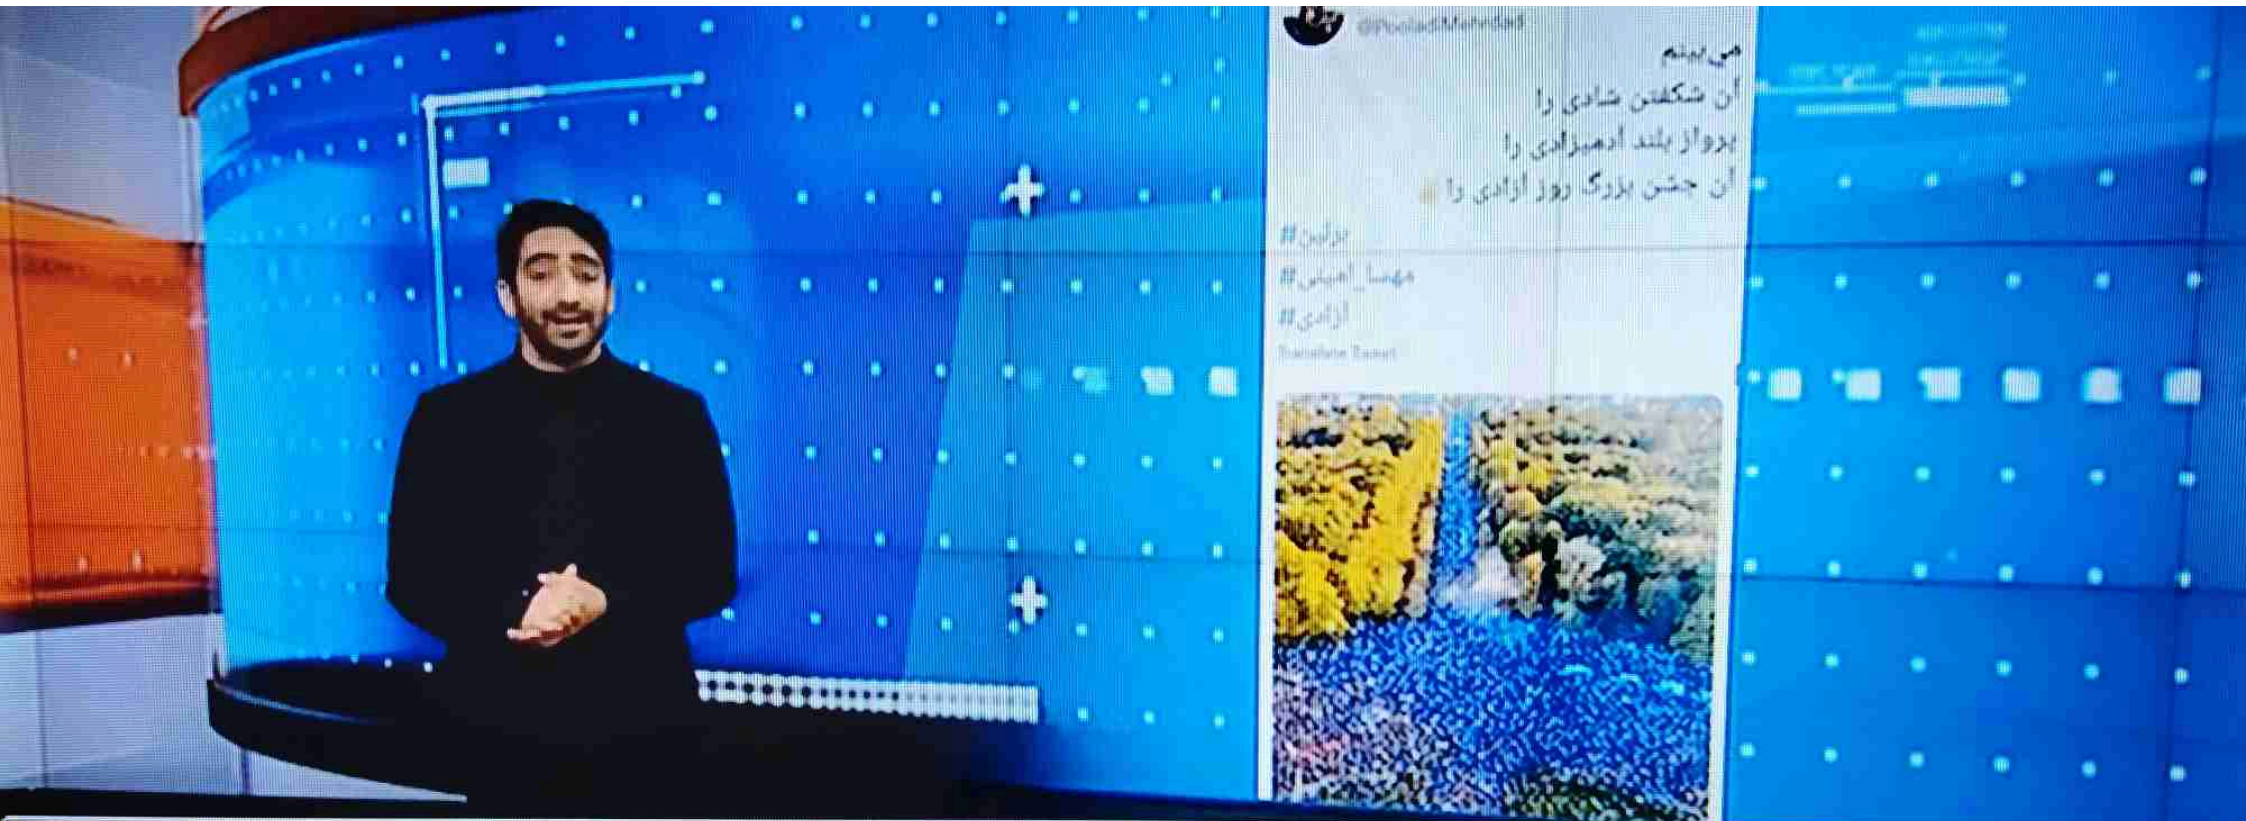 @PooladiMehrdad
می‌بینم
آن شکفتن شادی را
پرواز بلند آدمیزادی را
آن جشن بزرگ روز آزادی را
#برلین
#مهسا_امینی
#آزادی
Translate Tweet